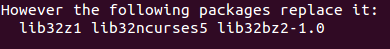 However the following packages replace it:
  lib32z1 lib32ncurses5 lib32bz2-1.0